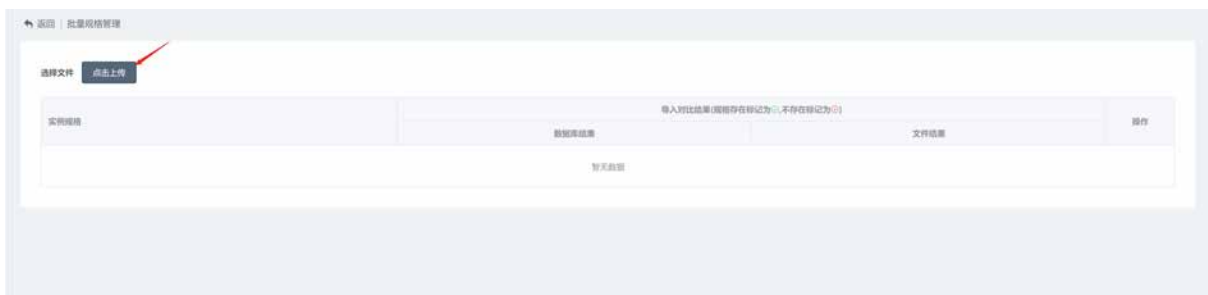 返回 | 批量规格管理
选择文件 点击上传
实例规格 导入对比结果(规格存在标记为,不存在标记为) 操作
数据库结果 文件结果
暂无数据